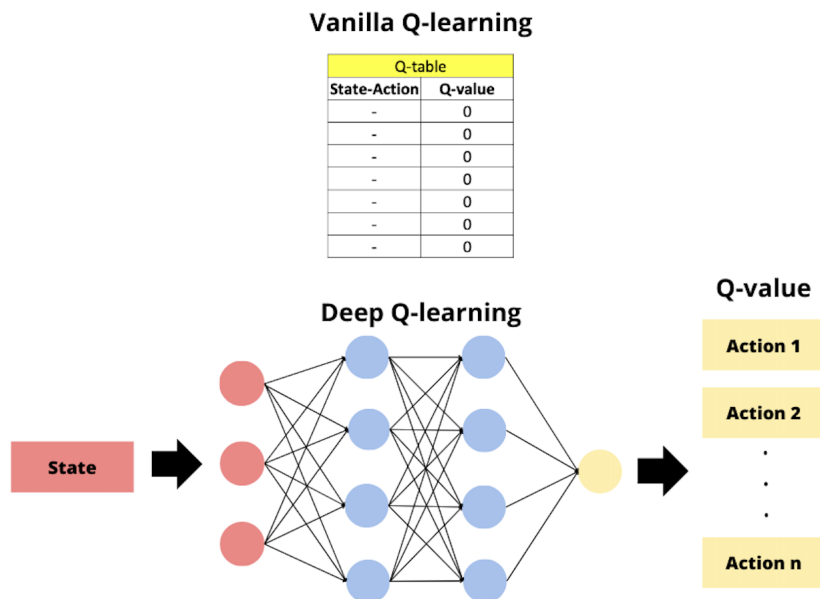 Vanilla Q-learning
Q-table
State-Action Q-value
- 0
- 0
- 0
- 0
- 0
- 0
- 0
Deep Q-learning
Q-value
Action 1
Action 2
State
Action n